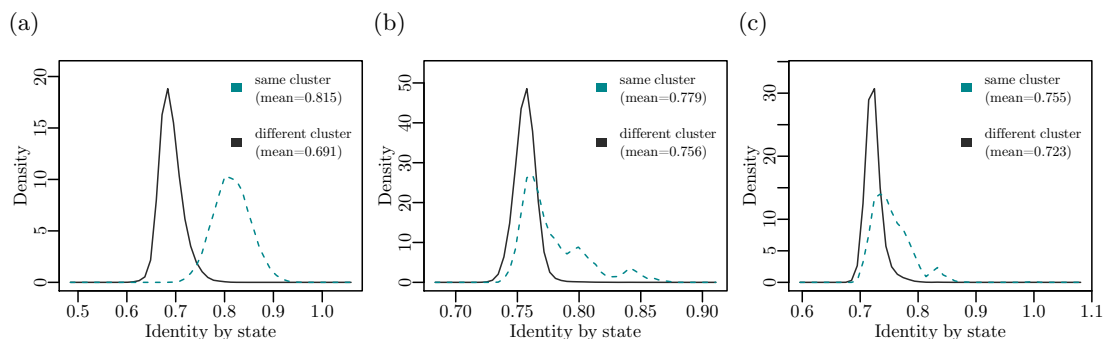 (a)
20
15
10
5
0
Density
same cluster
(mean=0.815)
different cluster
(mean=0.691)
0.5 0.6 0.7 0.8 0.9 1.0
Identity by state
(b)
50
40
30
20
10
0
Density
same cluster
(mean=0.779)
different cluster
(mean=0.756)
0.70 0.75 0.80 0.85 0.90
Identity by state
(c)
30
20
10
5
0
Density
same cluster
(mean=0.755)
different cluster
(mean=0.723)
0.6 0.7 0.8 0.9 1.0 1.1
Identity by state